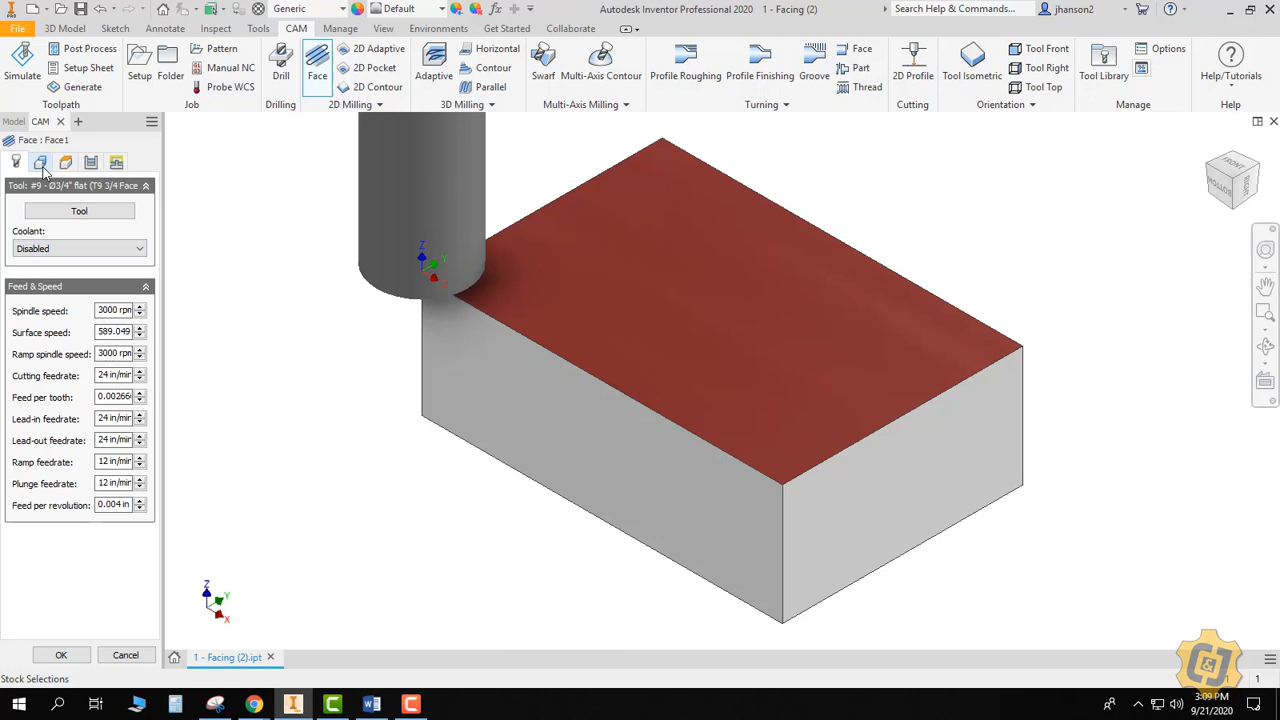 PRO
Generic
Default
Autodesk Inventor Professional 2020 1 - Facing (2)
Search Help & Commands...
jhanson2
File
3D Model
Sketch
Annotate
Inspect
Tools
CAM
Manage
View
Environments
Get Started
Collaborate
Simulate
Post Process
Setup Sheet
Generate
Toolpath
Setup
Folder
Pattern
Manual NC
Probe WCS
Job
Drill
Drilling
Face
2D Adaptive
2D Pocket
2D Contour
2D Milling
Adaptive
Horizontal
Contour
Parallel
3D Milling
Swarf
Multi-Axis Contour
Multi-Axis Milling
Profile Roughing
Profile Finishing
Groove
Face
Part
Thread
Turning
2D Profile
Cutting
Tool Isometric
Tool Front
Tool Right
Tool Top
Orientation
Tool Library
Options
Manage
Help/Tutorials
Help
Model
CAM
Face : Face1
Tool: #9 - Ø3/4" flat (T9 3/4 Face
Tool
Coolant:
Disabled
Feed & Speed
Spindle speed: 3000 rpn
Surface speed: 589.049
Ramp spindle speed: 3000 rpn
Cutting feedrate: 24 in/min
Feed per tooth: 0.00266
Lead-in feedrate: 24 in/min
Lead-out feedrate: 24 in/min
Ramp feedrate: 12 in/min
Plunge feedrate: 12 in/min
Feed per revolution: 0.004 in
OK
Cancel
Z
Y
X
Z
Y
X
FRONT
BOTTOM
1 - Facing (2).ipt
Stock Selections
1
1
3:09 PM
9/21/2020